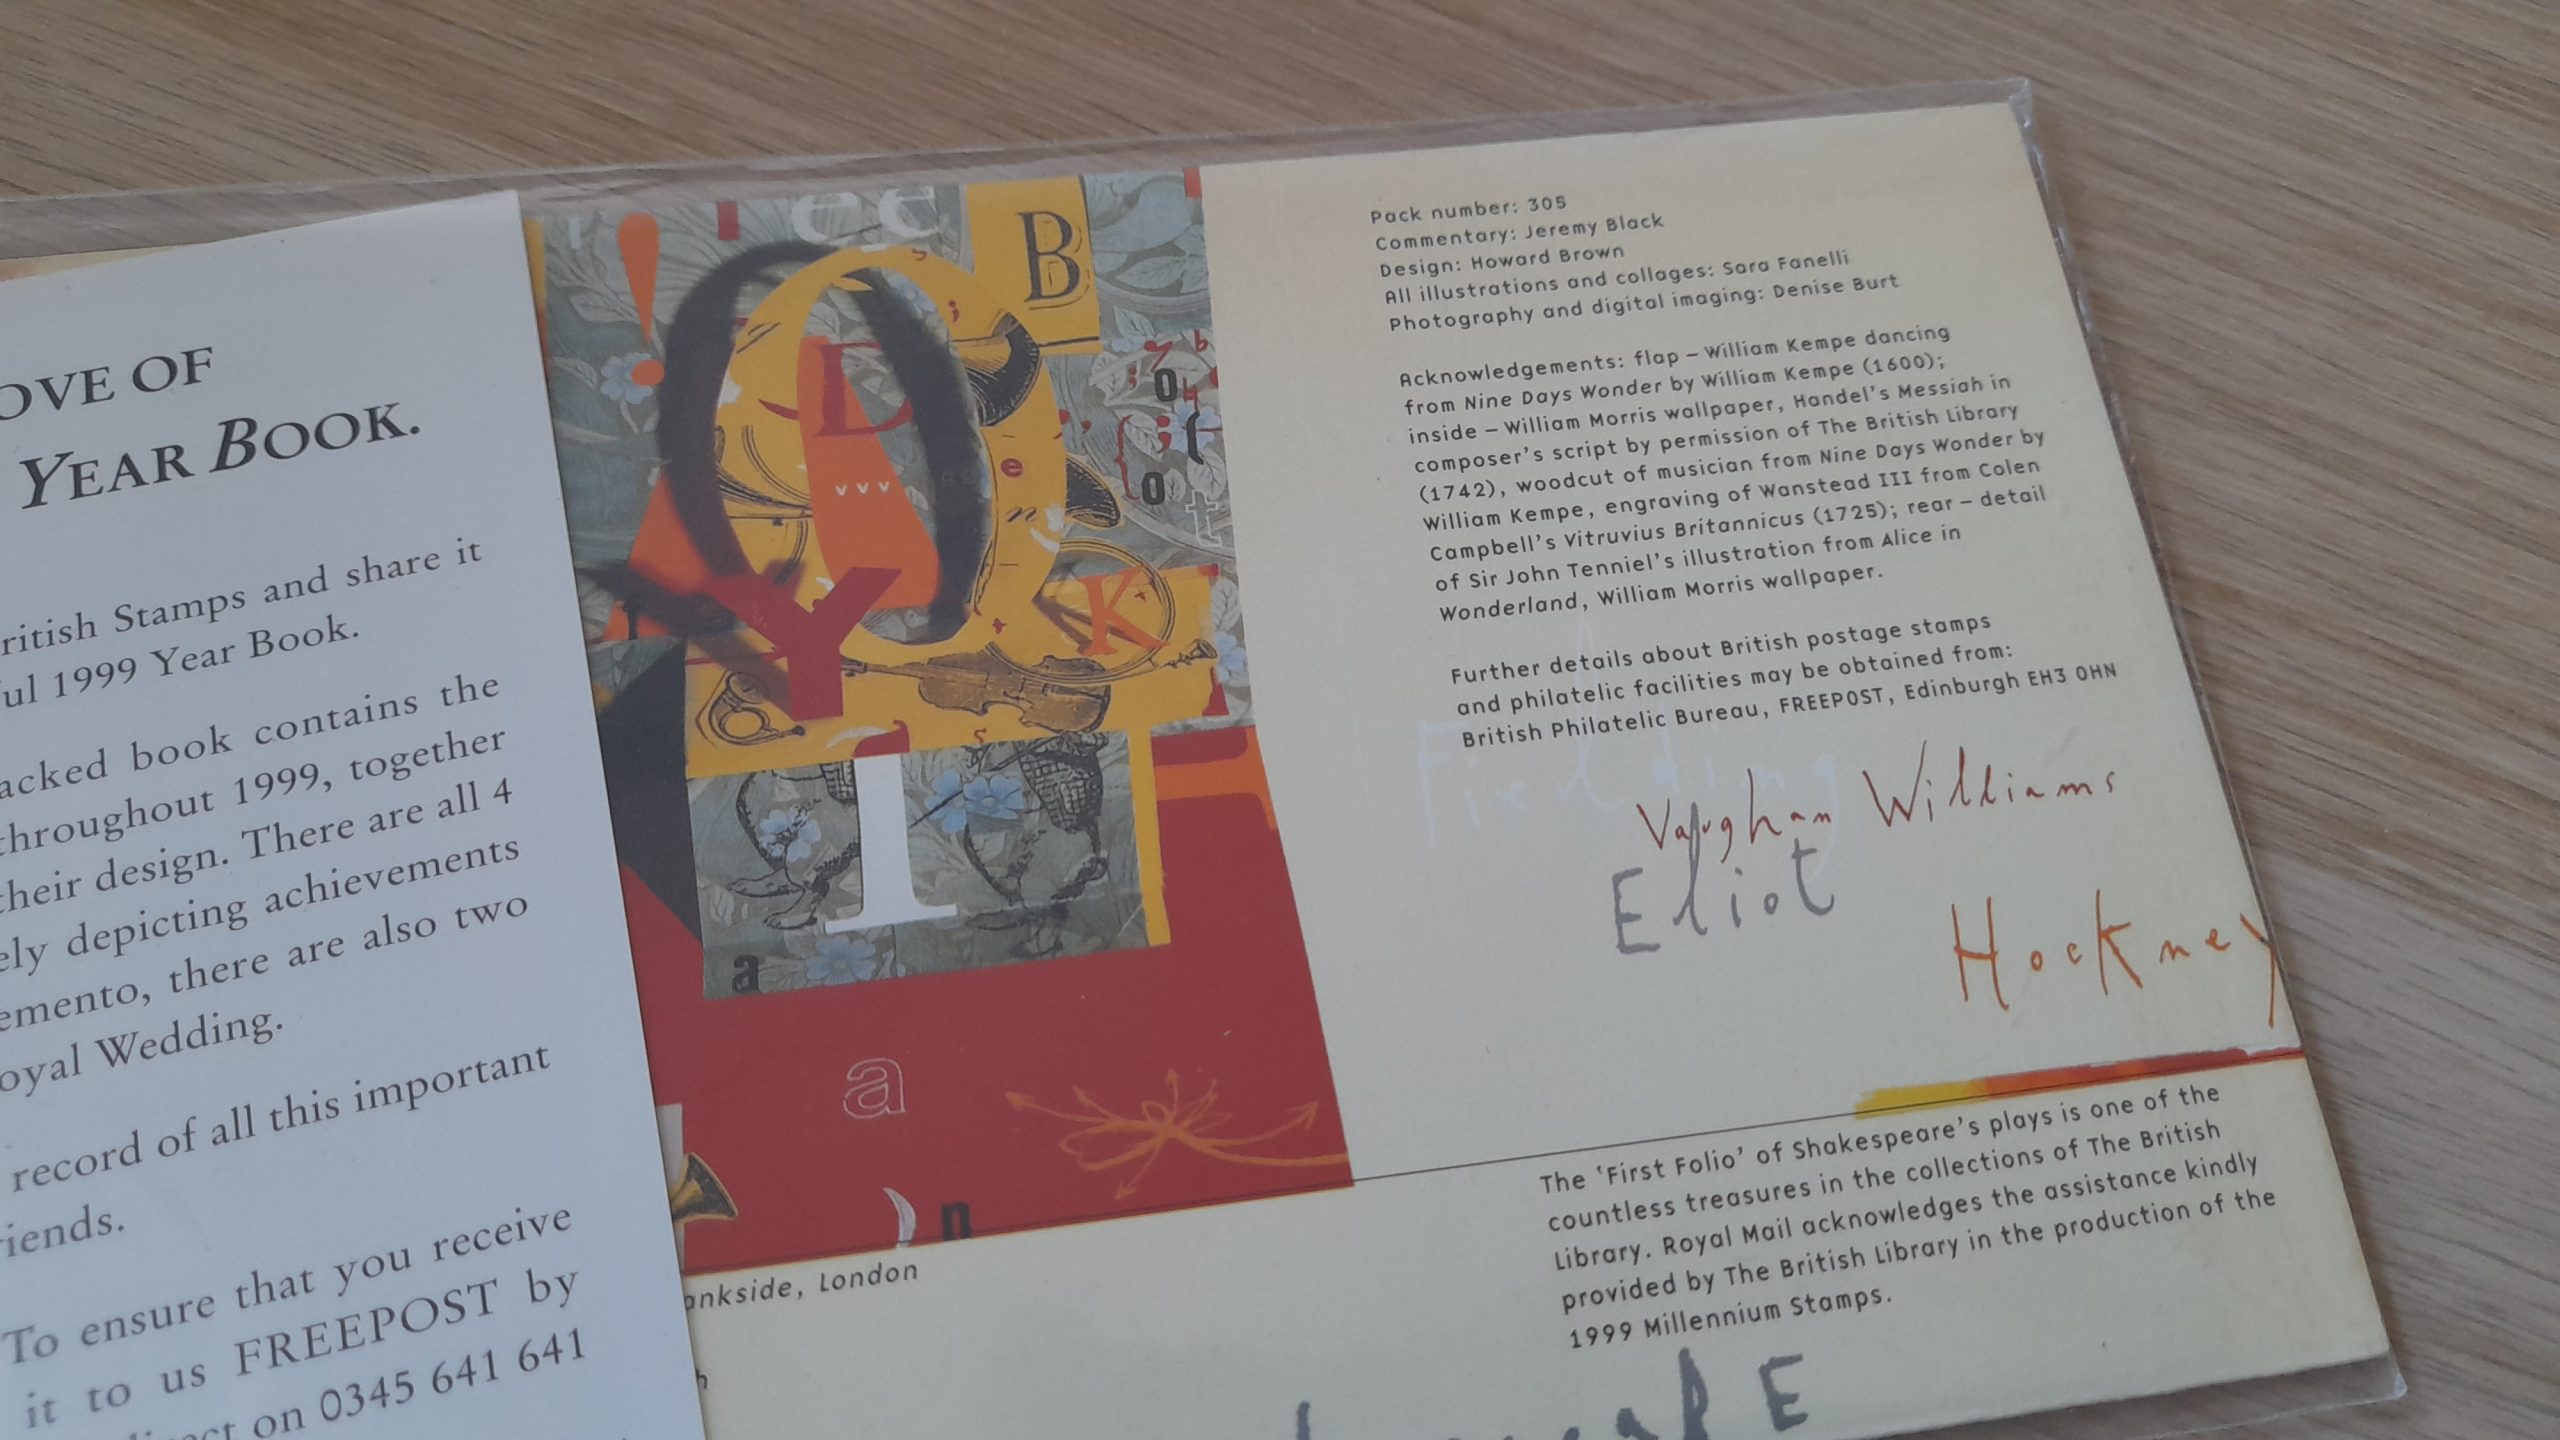 OVE OF
YEAR BOOK.
ritish Stamps and share it
ful 1999 Year Book.
acked book contains the
throughout 1999, together
their design. There are all 4
ely depicting achievements
emento, there are also two
oyal Wedding.
record of all this important
riends.
To ensure that you receive
it to us FREEPOST by
direct on 0345 641 641
ee
B
D
vvv
e
n
o
o
t
Y
K
s
I
a
a
n
ankside, London
h
Pack number: 305
Commentary: Jeremy Black
Design: Howard Brown
All illustrations and collages: Sara Fanelli
Photography and digital imaging: Denise Burt
Acknowledgements: flap – William Kempe dancing
from Nine Days Wonder by William Kempe (1600);
inside – William Morris wallpaper, Handel's Messiah in
composer's script by permission of The British Library
(1742), woodcut of musician from Nine Days Wonder by
William Kempe, engraving of Wanstead III from Colen
Campbell's Vitruvius Britannicus (1725); rear – detail
of Sir John Tenniel's illustration from Alice in
Wonderland, William Morris wallpaper.
Further details about British postage stamps
and philatelic facilities may be obtained from:
British Philatelic Bureau, FREEPOST, Edinburgh EH3 0HN
Fielding
Vaughan Williams
Eliot
Hockney
The 'First Folio' of Shakespeare's plays is one of the
countless treasures in the collections of The British
Library. Royal Mail acknowledges the assistance kindly
provided by The British Library in the production of the
1999 Millennium Stamps.